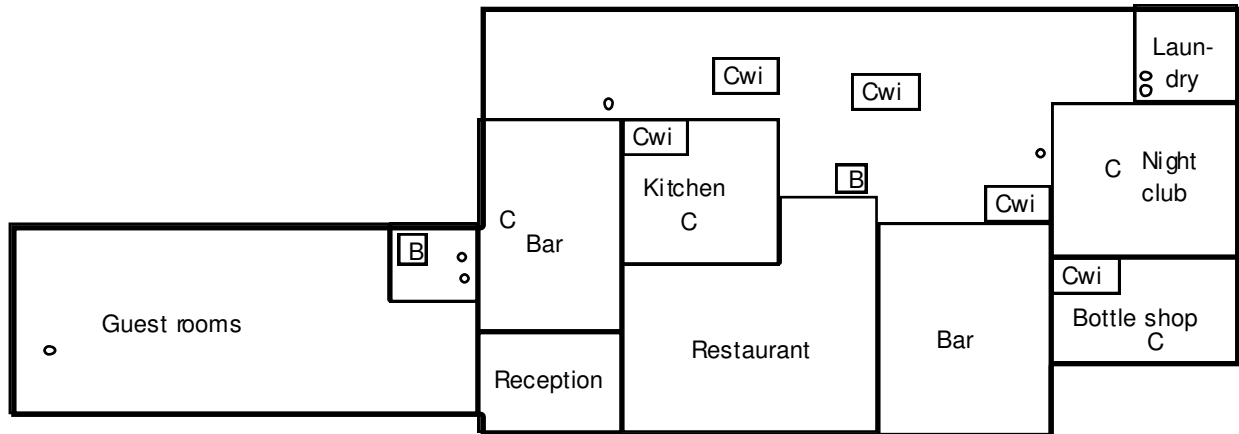 Laun-
dry
Cwi
Cwi
Cwi
Kitchen
C
B
C Night
club
Cwi
C
Bar
B
Cwi
Bottle shop
C
Guest rooms
Restaurant
Bar
Reception